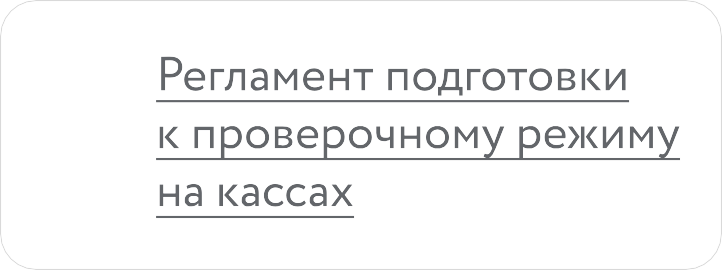 Регламент подготовки
к проверочному режиму
на кассах